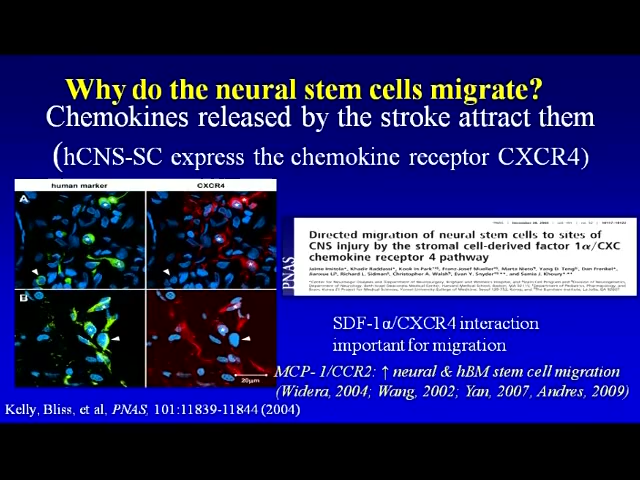 Why do the neural stem cells migrate?
Chemokines released by the stroke attract them
(hCNS-SC express the chemokine receptor CXCR4)
human marker
CXCR4
A
B
20µm
PNAS
Directed migration of neural stem cells to sites of
CNS injury by the stromal cell-derived factor 1α/CXC
chemokine receptor 4 pathway
SDF-1α/CXCR4 interaction
important for migration
MCP- 1/CCR2: ↑ neural & hBM stem cell migration
(Widera, 2004; Wang, 2002; Yan, 2007, Andres, 2009)
Kelly, Bliss, et al, PNAS, 101:11839-11844 (2004)